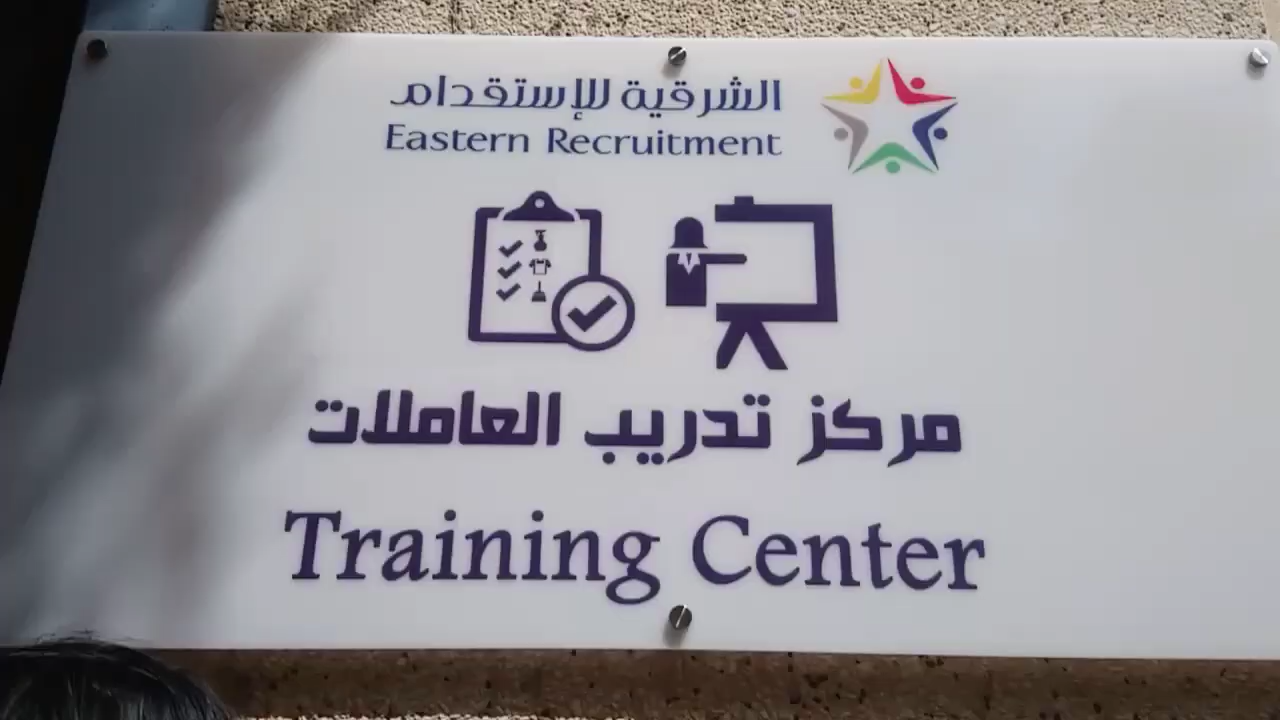 الشرقية للإستقدام
Eastern Recruitment
مركز تدريب العاملات
Training Center